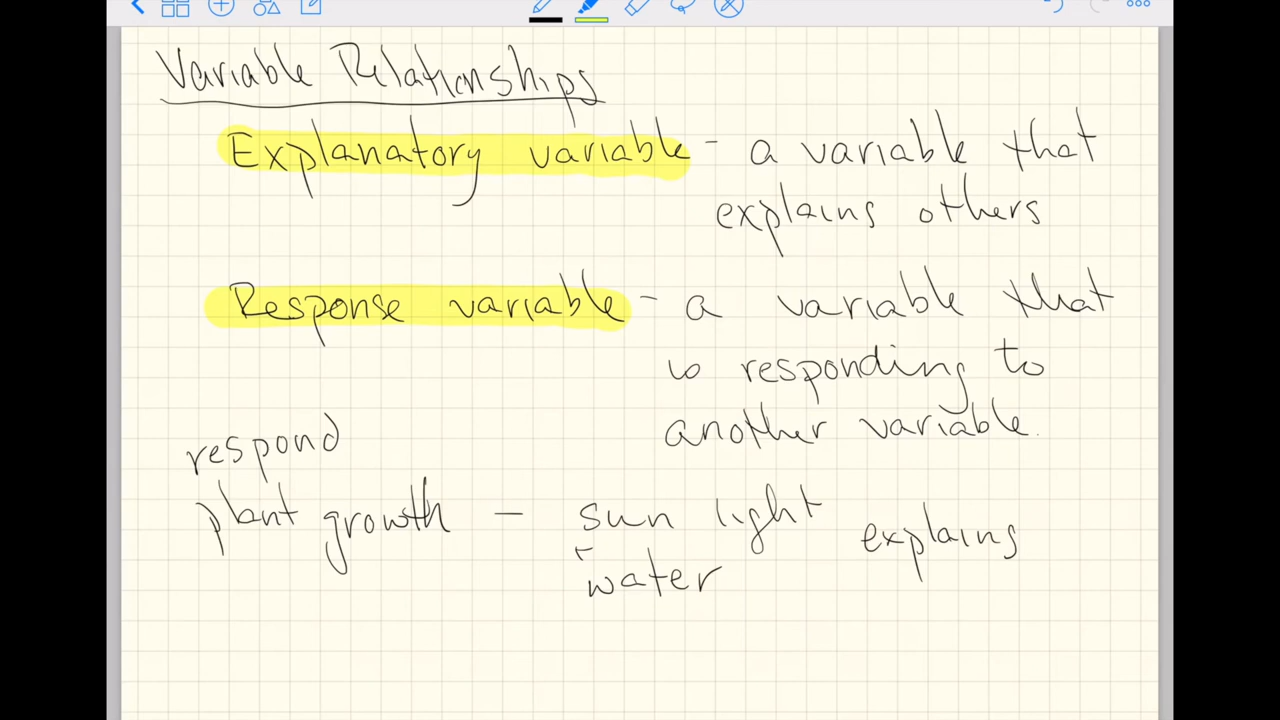 Variable Relationships
Explanatory variable - a variable that
explains others
Response variable - a variable that
is responding to
another variable.
respond
plant growth - sun light explains
water